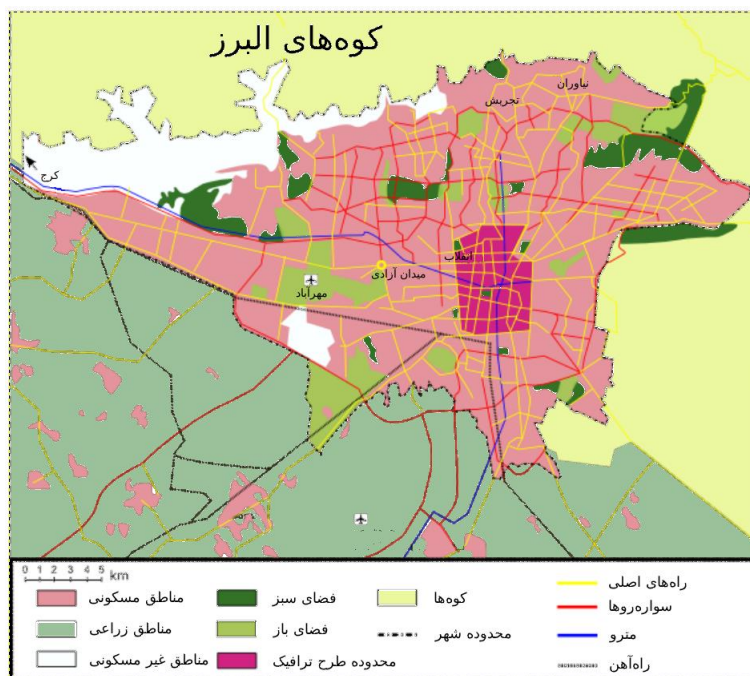 کوه‌های البرز
نیاوران
تجریش
کرج
انقلاب
میدان آزادی
مهرآباد
0 1 2 3 4 5 km
مناطق مسکونی
فضای سبز
کوه‌ها
راه‌های اصلی
سواره‌روها
مناطق زراعی
فضای باز
محدوده شهر
مترو
مناطق غیر مسکونی
محدوده طرح ترافیک
راه‌آهن